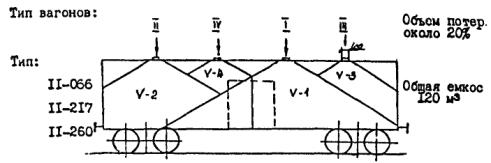 Тип вагонов:
II IV I III
Объем потер.
около 20%
Тип:
V-4 V-3
II-066
V-2 V-1
Общая емкос
120 м³
II-217
II-260